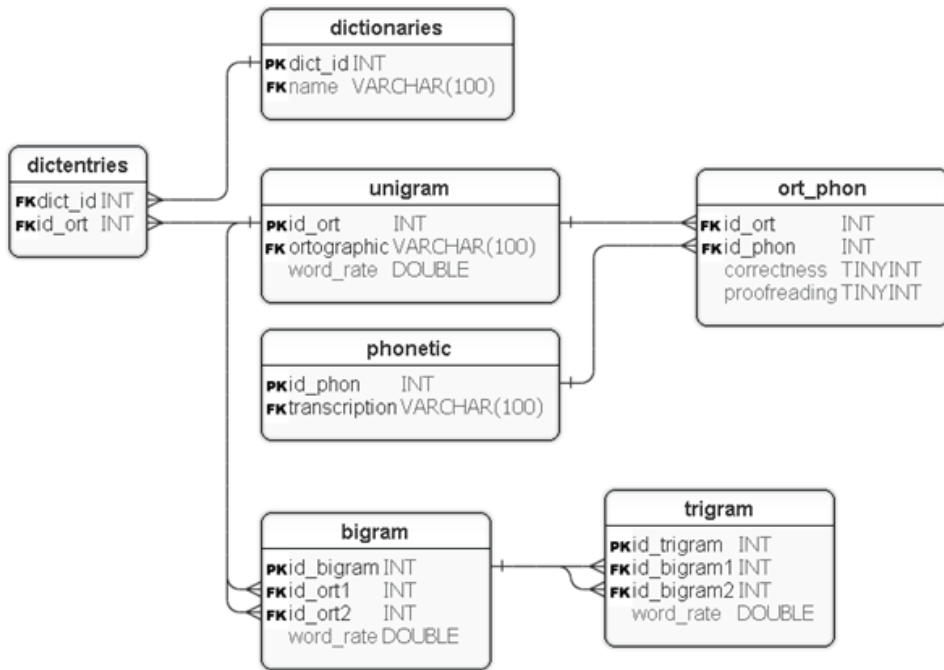 dictionaries
PK dict_id INT
FK name VARCHAR(100)
dictentries
FK dict_id INT
FK id_ort INT
unigram
PK id_ort INT
FK ortographic VARCHAR(100)
word_rate DOUBLE
ort_phon
FK id_ort INT
FK id_phon INT
correctness TINYINT
proofreading TINYINT
phonetic
PK id_phon INT
FK transcription VARCHAR(100)
bigram
PK id_bigram INT
FK id_ort1 INT
FK id_ort2 INT
word_rate DOUBLE
trigram
PK id_trigram INT
FK id_bigram1 INT
FK id_bigram2 INT
word_rate DOUBLE